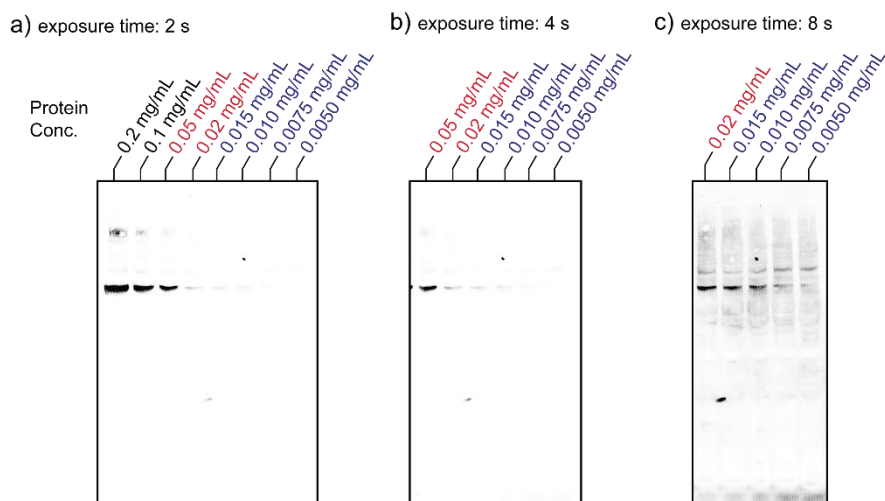 a) exposure time: 2 s
Protein
Conc.
0.2 mg/mL
0.1 mg/mL
0.05 mg/mL
0.02 mg/mL
0.015 mg/mL
0.010 mg/mL
0.0075 mg/mL
0.0050 mg/mL
b) exposure time: 4 s
0.05 mg/mL
0.02 mg/mL
0.015 mg/mL
0.010 mg/mL
0.0075 mg/mL
0.0050 mg/mL
c) exposure time: 8 s
0.02 mg/mL
0.015 mg/mL
0.010 mg/mL
0.0075 mg/mL
0.0050 mg/mL